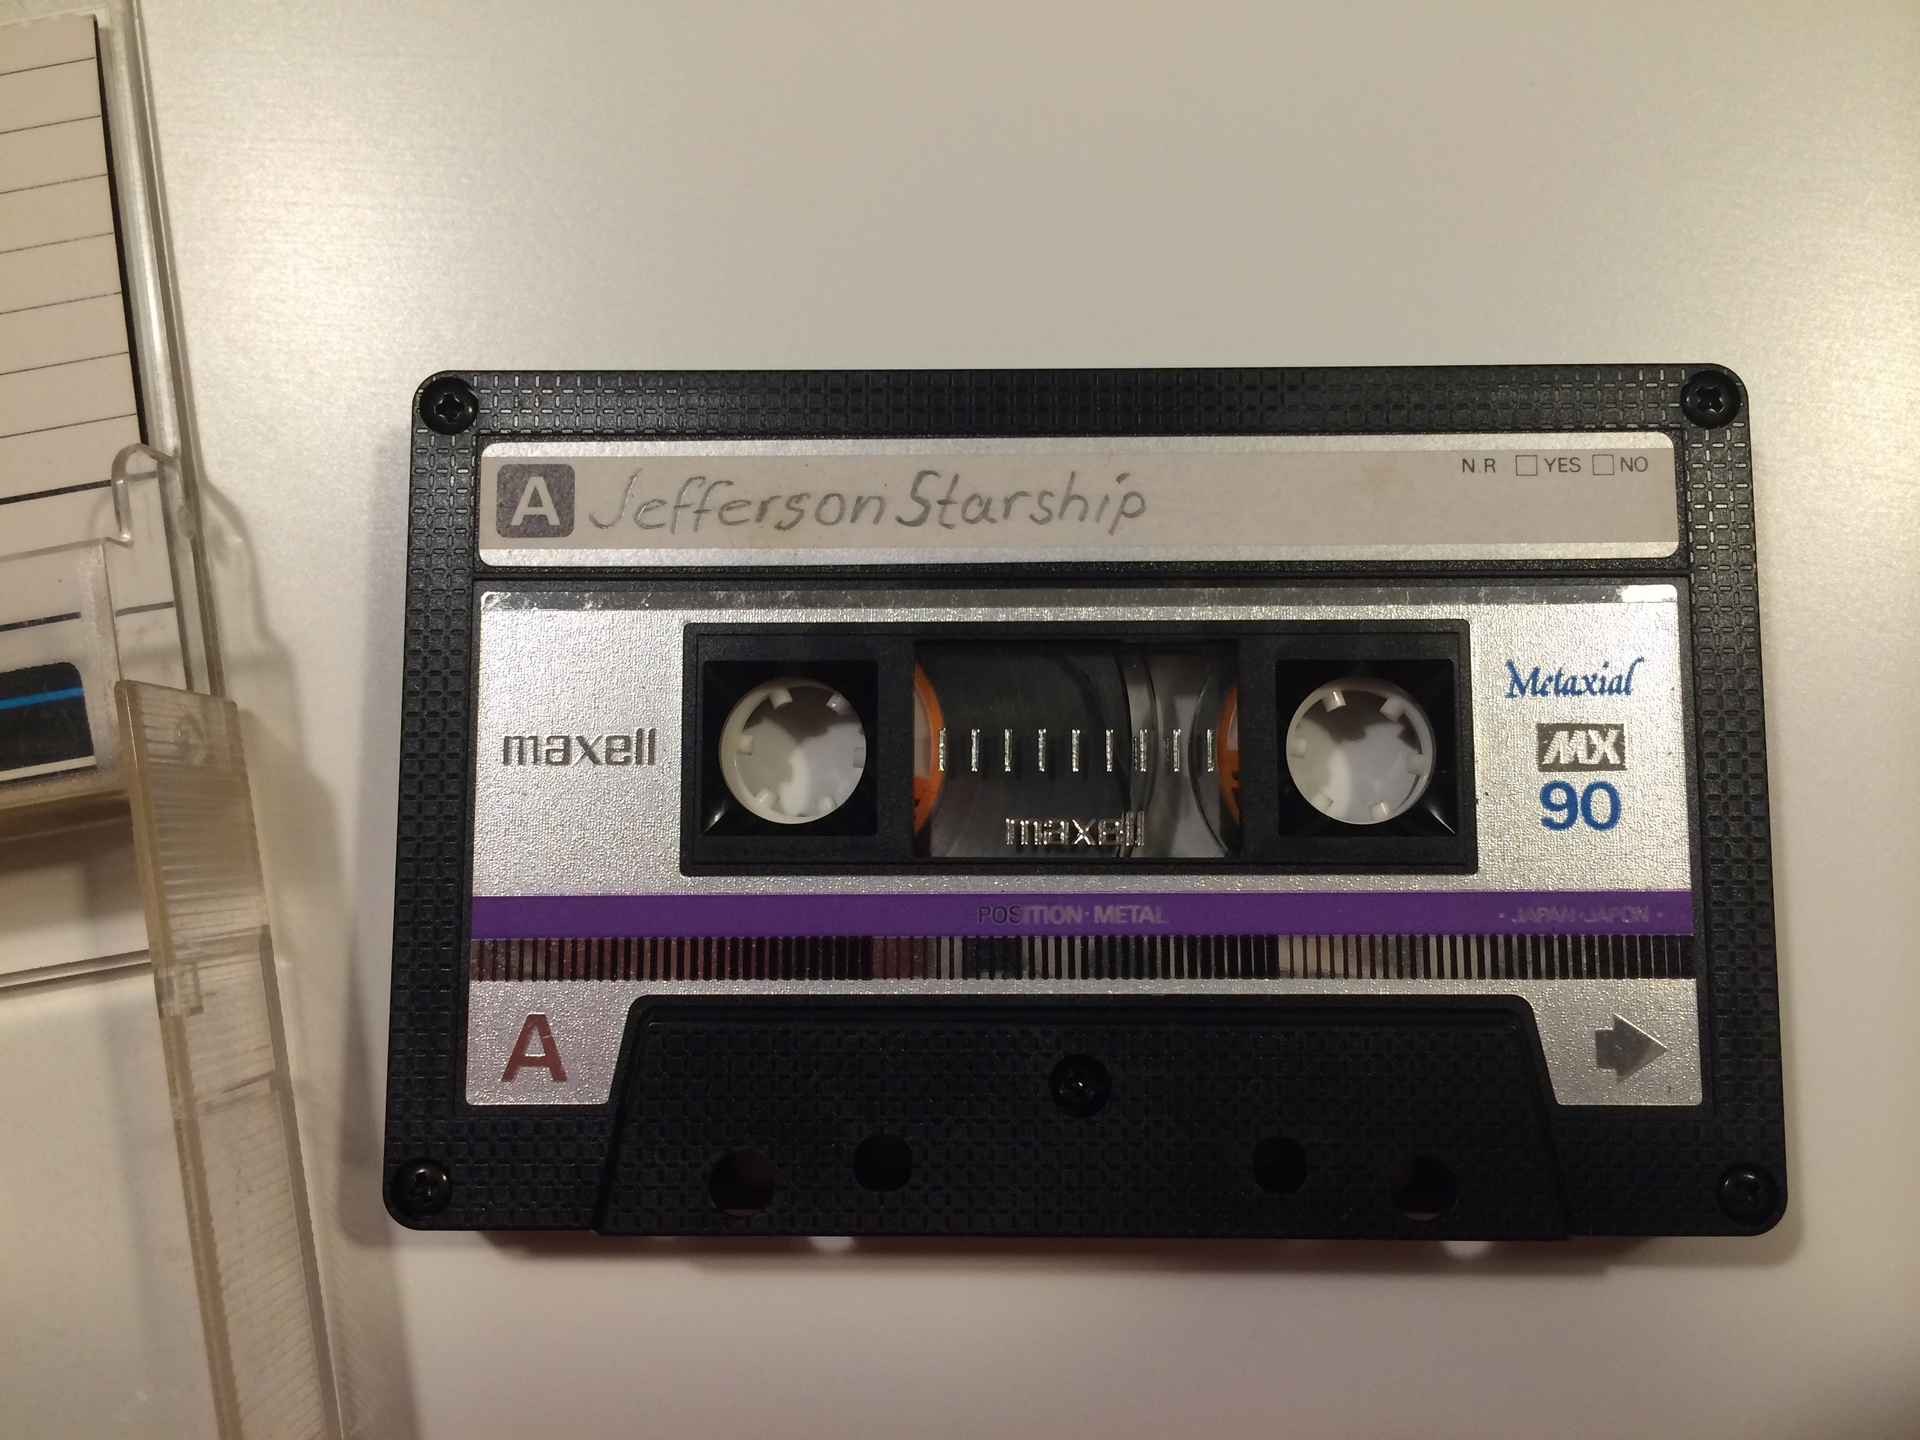 A Jefferson Starship N.R YES NO
maxell
maxell
Metaxial
MX
90
POSITION·METAL · JAPAN·JAPON ·
A